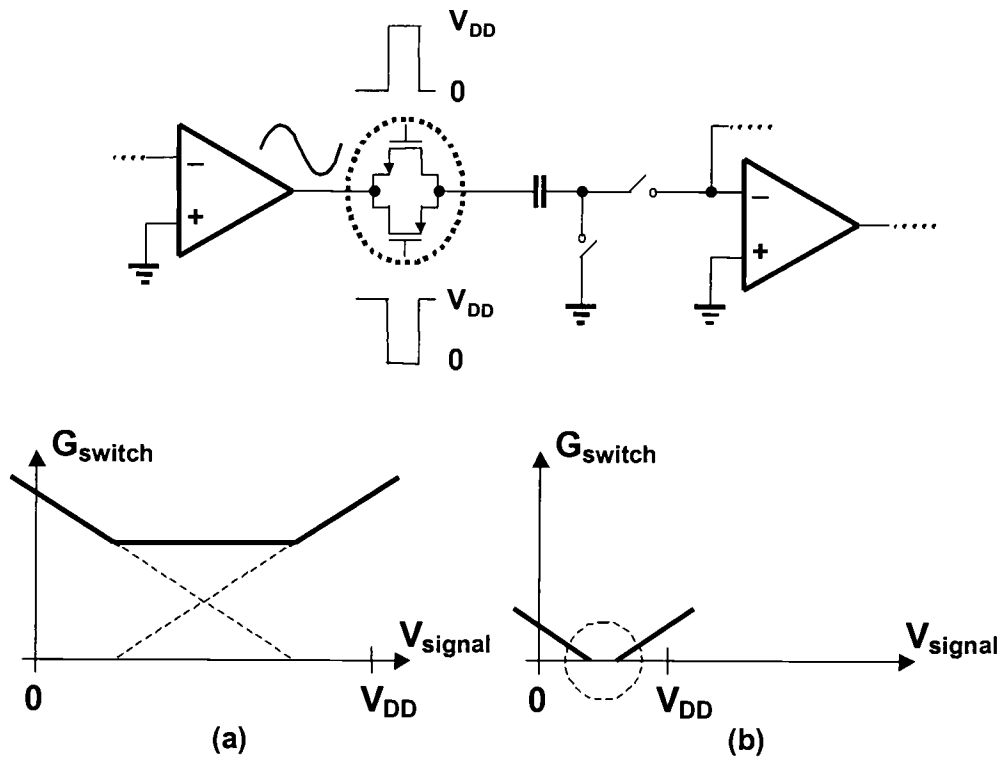 V_DD
0
−
+
−
+
V_DD
0
G_switch
V_signal
0
V_DD
(a)
G_switch
V_signal
0
V_DD
(b)